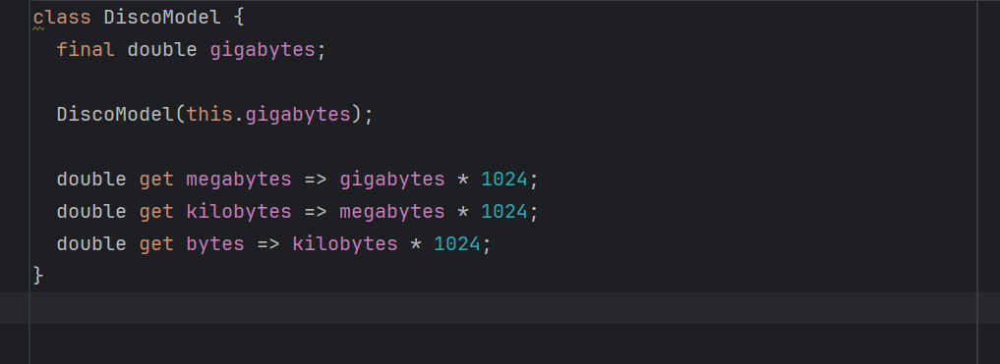 class DiscoModel {
  final double gigabytes;

  DiscoModel(this.gigabytes);

  double get megabytes => gigabytes * 1024;
  double get kilobytes => megabytes * 1024;
  double get bytes => kilobytes * 1024;
}